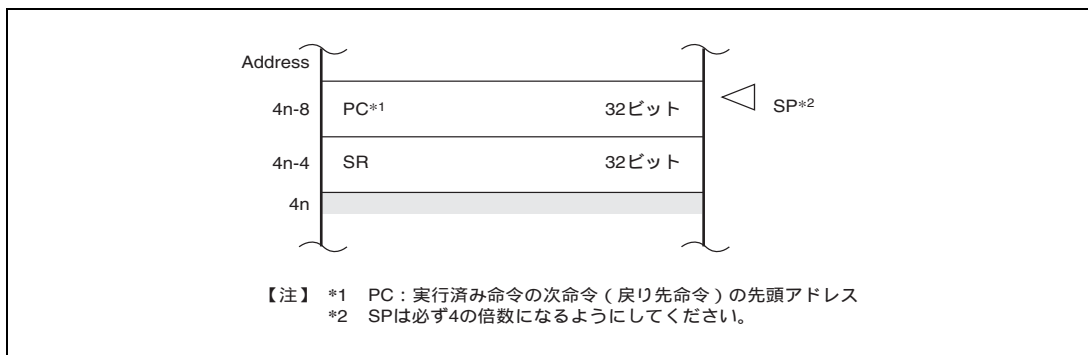 Address
4n-8 PC*1 32ビット SP*2
4n-4 SR 32ビット
4n
【注】 *1 PC：実行済み命令の次命令（戻り先命令）の先頭アドレス
*2 SPは必ず4の倍数になるようにしてください。